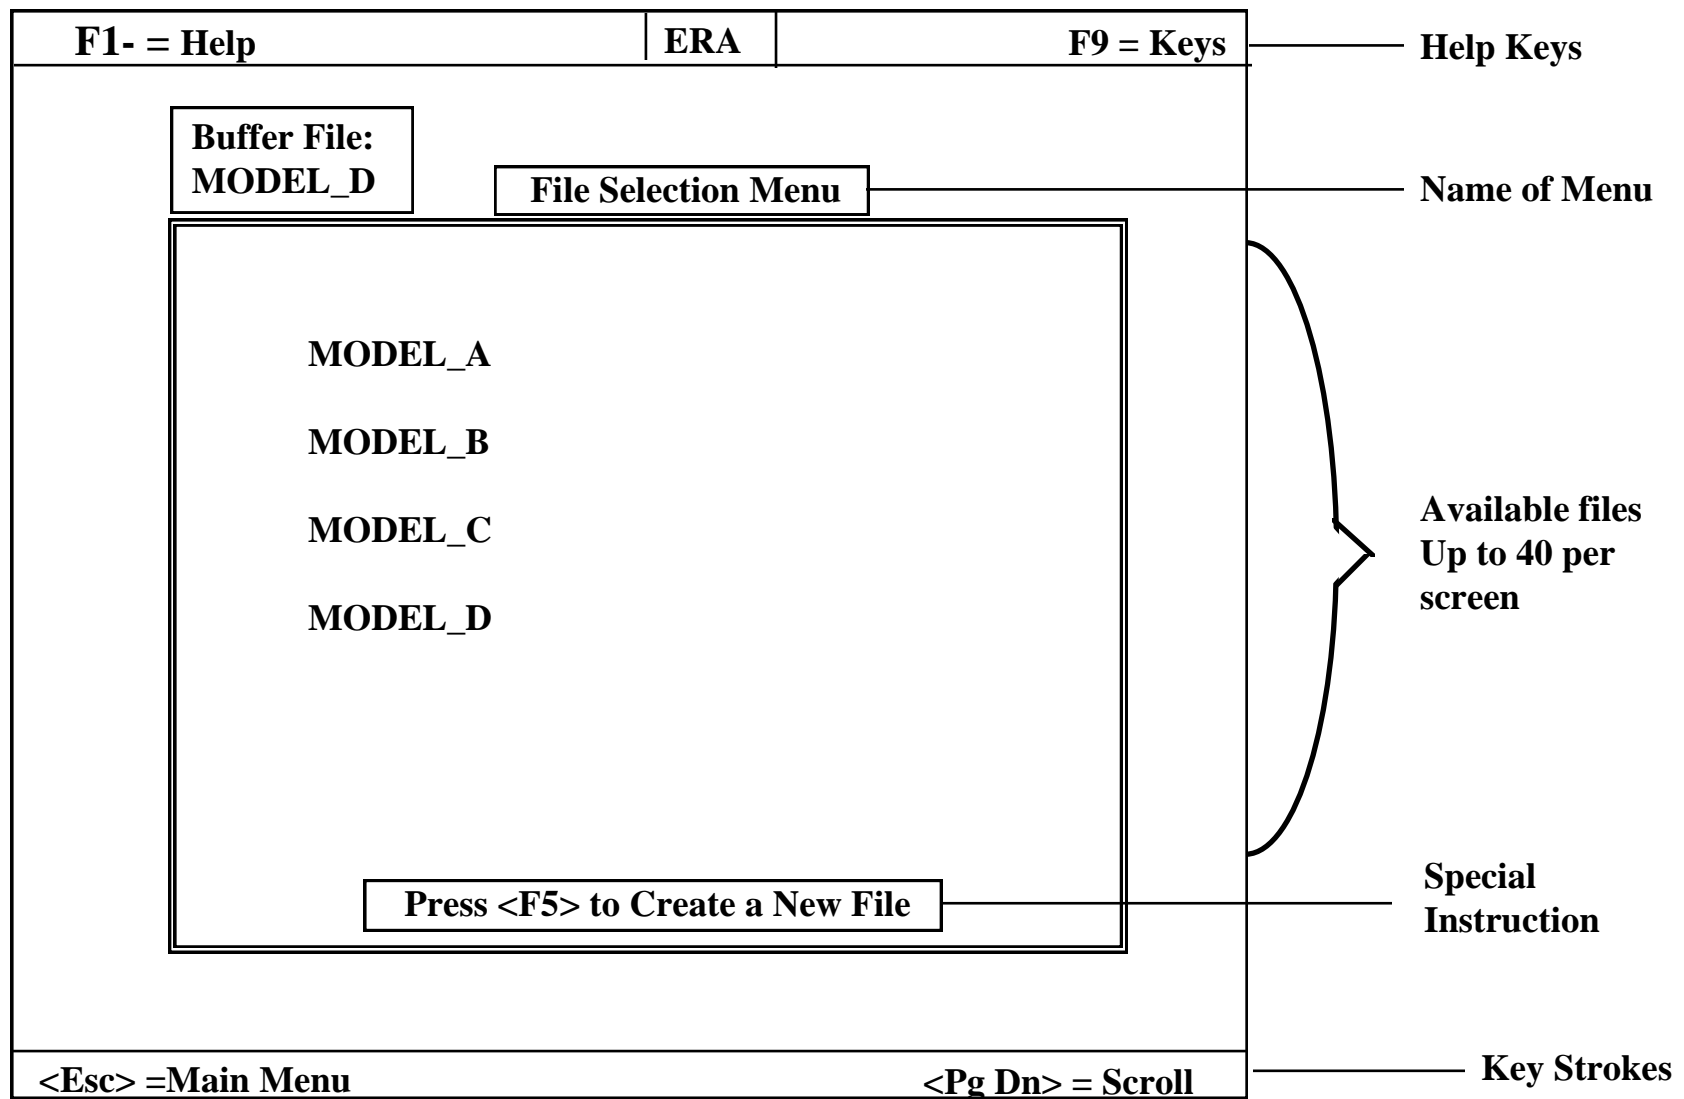 F1- = Help ERA F9 = Keys
Help Keys
Buffer File:
MODEL_D
File Selection Menu
Name of Menu
MODEL_A
MODEL_B
MODEL_C
MODEL_D
Available files
Up to 40 per
screen
Press <F5> to Create a New File
Special
Instruction
<Esc> =Main Menu <Pg Dn> = Scroll
Key Strokes